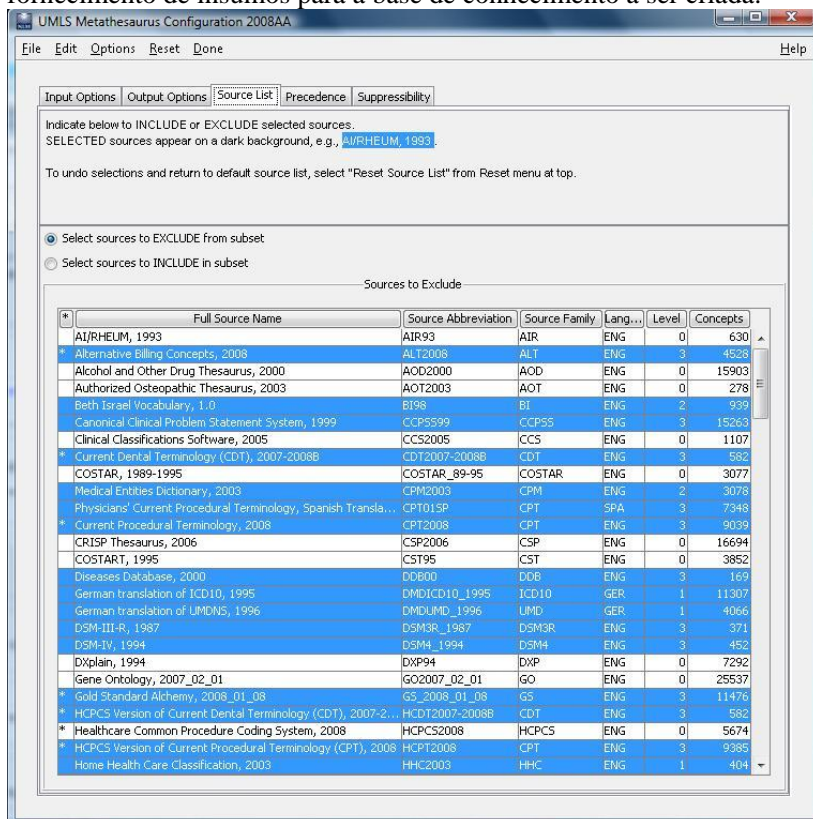 fornecimento de insumos para a base de conhecimento a ser criada.
UMLS Metathesaurus Configuration 2008AA
File Edit Options Reset Done Help
Input Options Output Options Source List Precedence Suppressibility
Indicate below to INCLUDE or EXCLUDE selected sources.
SELECTED sources appear on a dark background, e.g., AI/RHEUM, 1993 .
To undo selections and return to default source list, select "Reset Source List" from Reset menu at top.
Select sources to EXCLUDE from subset
Select sources to INCLUDE in subset
Sources to Exclude
* Full Source Name Source Abbreviation Source Family Lang... Level Concepts
AI/RHEUM, 1993 AIR93 AIR ENG 0 630
* Alternative Billing Concepts, 2008 ALT2008 ALT ENG 3 4528
Alcohol and Other Drug Thesaurus, 2000 AOD2000 AOD ENG 0 15903
Authorized Osteopathic Thesaurus, 2003 AOT2003 AOT ENG 0 278
Beth Israel Vocabulary, 1.0 BI98 BI ENG 2 939
Canonical Clinical Problem Statement System, 1999 CCPSS99 CCPSS ENG 3 15263
Clinical Classifications Software, 2005 CCS2005 CCS ENG 0 1107
* Current Dental Terminology (CDT), 2007-2008B CDT2007-2008B CDT ENG 3 582
COSTAR, 1989-1995 COSTAR_89-95 COSTAR ENG 0 3077
Medical Entities Dictionary, 2003 CPM2003 CPM ENG 2 3078
Physicians' Current Procedural Terminology, Spanish Transla... CPT01SP CPT SPA 3 7348
* Current Procedural Terminology, 2008 CPT2008 CPT ENG 3 9039
CRISP Thesaurus, 2006 CSP2006 CSP ENG 0 16694
COSTART, 1995 CST95 CST ENG 0 3852
Diseases Database, 2000 DDB00 DDB ENG 3 169
German translation of ICD10, 1995 DMDICD10_1995 ICD10 GER 1 11307
German translation of UMDNS, 1996 DMDUMD_1996 UMD GER 1 4066
DSM-III-R, 1987 DSM3R_1987 DSM3R ENG 3 371
DSM-IV, 1994 DSM4_1994 DSM4 ENG 3 452
DXplain, 1994 DXP94 DXP ENG 0 7292
Gene Ontology, 2007_02_01 GO2007_02_01 GO ENG 0 25537
* Gold Standard Alchemy, 2008_01_08 GS_2008_01_08 GS ENG 3 11476
* HCPCS Version of Current Dental Terminology (CDT), 2007-2... HCDT2007-2008B CDT ENG 3 582
* Healthcare Common Procedure Coding System, 2008 HCPCS2008 HCPCS ENG 0 5674
* HCPCS Version of Current Procedural Terminology (CPT), 2008 HCPT2008 CPT ENG 3 9385
Home Health Care Classification, 2003 HHC2003 HHC ENG 1 404